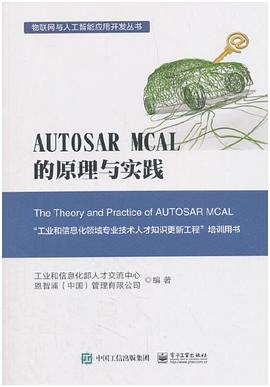 物联网与人工智能应用开发丛书
AUTOSAR MCAL
的原理与实践
The Theory and Practice of AUTOSAR MCAL
“工业和信息化领域专业技术人才知识更新工程”培训用书
工业和信息化部人才交流中心
恩智浦（中国）管理有限公司
编著
中国工信出版集团
电子工业出版社